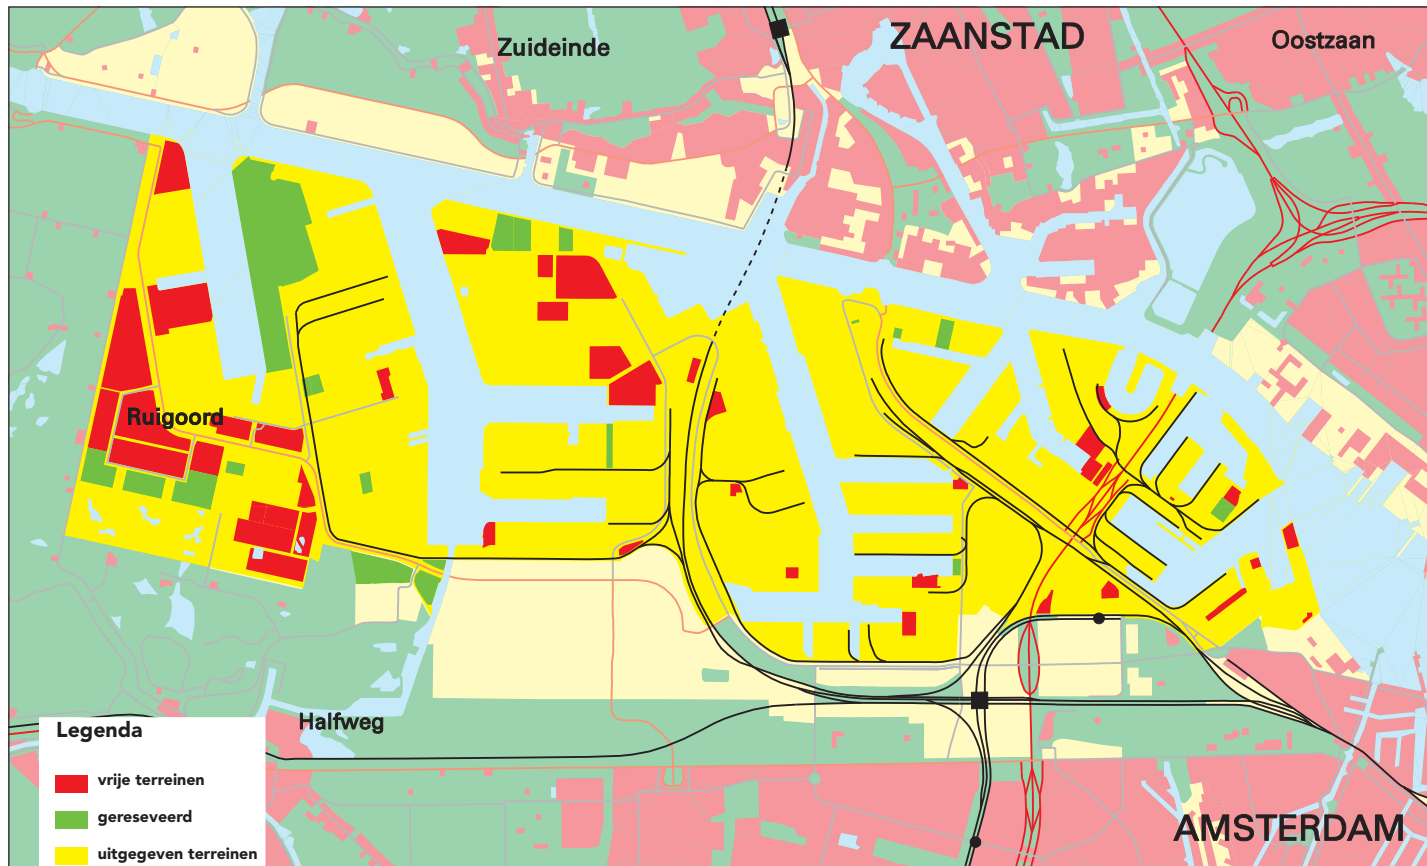 Zuideinde
ZAANSTAD
Oostzaan
Ruigoord
Halfweg
AMSTERDAM
Legenda
vrije terreinen
gereseveerd
uitgegeven terreinen